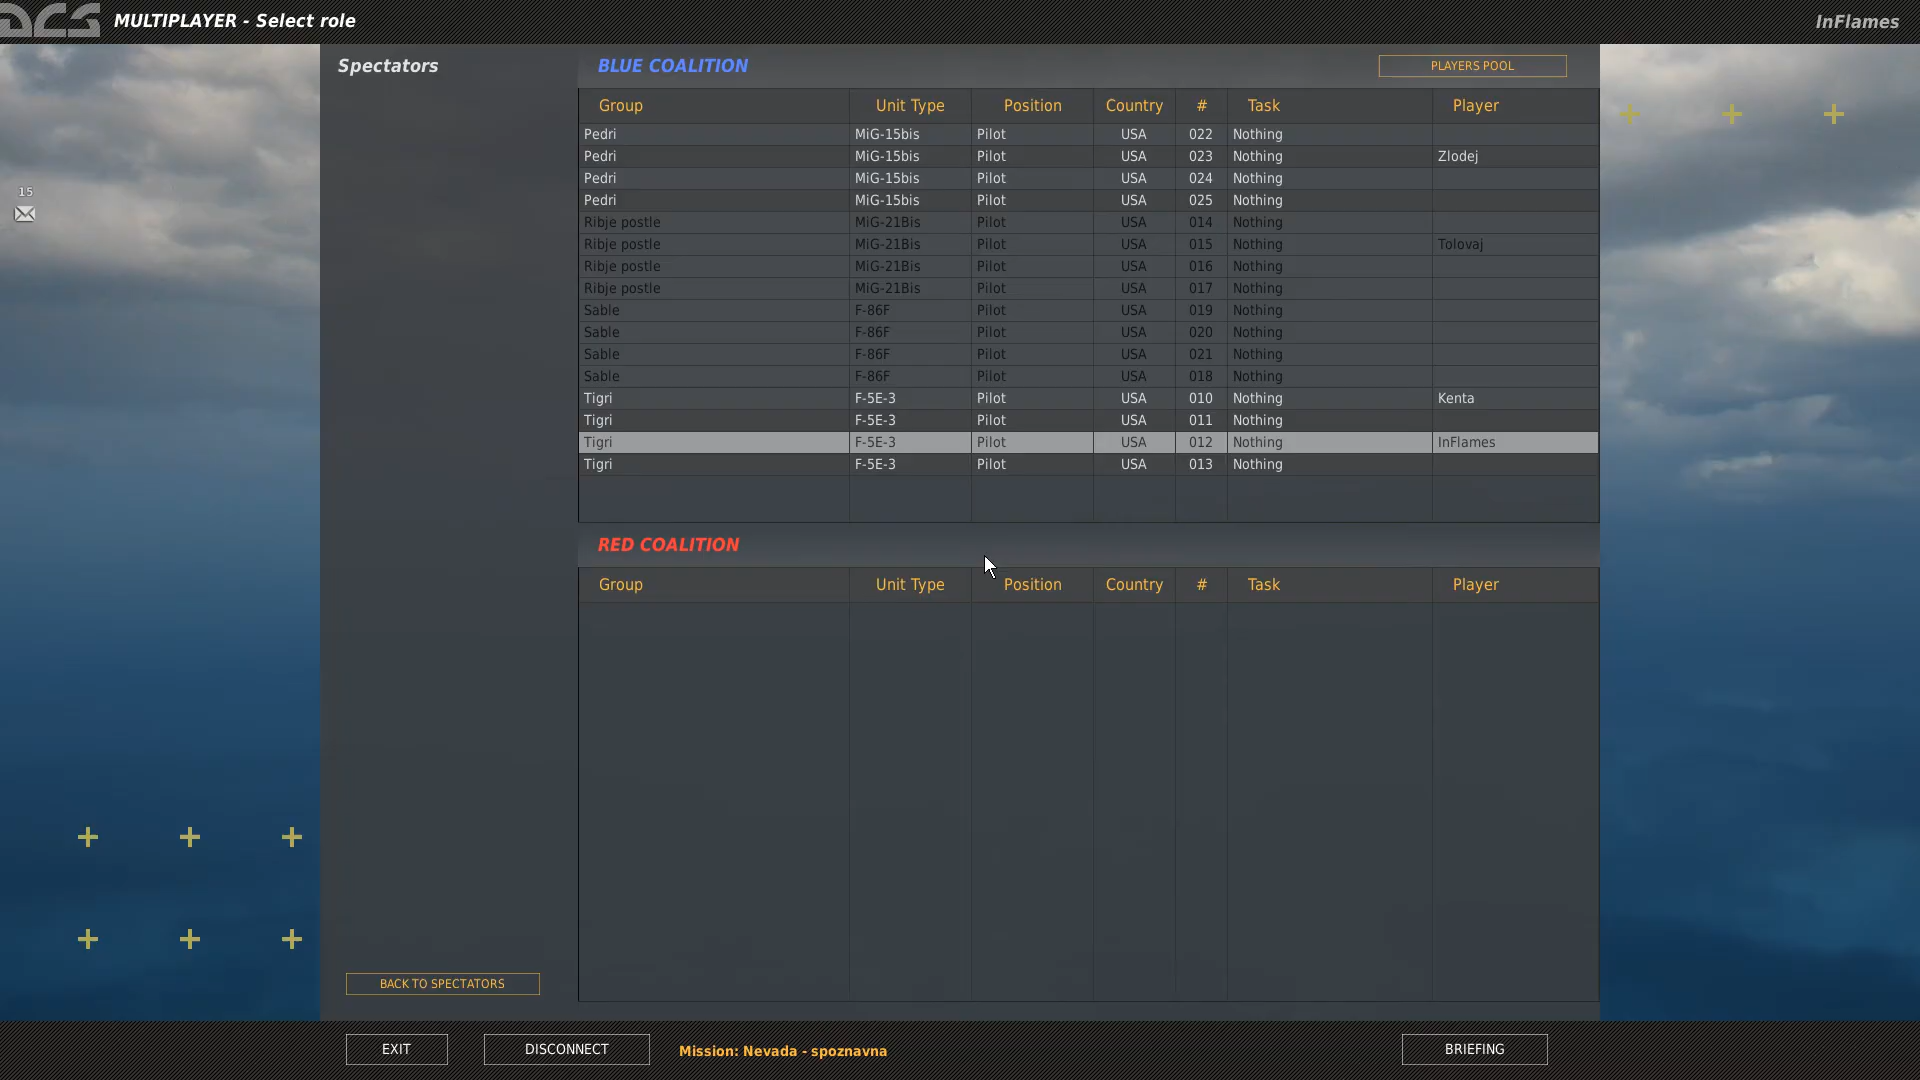 DCS MULTIPLAYER - Select role InFlames
Spectators
BLUE COALITION PLAYERS POOL
Group Unit Type Position Country # Task Player
Pedri MiG-15bis Pilot USA 022 Nothing
Pedri MiG-15bis Pilot USA 023 Nothing Zlodej
Pedri MiG-15bis Pilot USA 024 Nothing
Pedri MiG-15bis Pilot USA 025 Nothing
Ribje postle MiG-21Bis Pilot USA 014 Nothing
Ribje postle MiG-21Bis Pilot USA 015 Nothing Tolovaj
Ribje postle MiG-21Bis Pilot USA 016 Nothing
Ribje postle MiG-21Bis Pilot USA 017 Nothing
Sable F-86F Pilot USA 019 Nothing
Sable F-86F Pilot USA 020 Nothing
Sable F-86F Pilot USA 021 Nothing
Sable F-86F Pilot USA 018 Nothing
Tigri F-5E-3 Pilot USA 010 Nothing Kenta
Tigri F-5E-3 Pilot USA 011 Nothing
Tigri F-5E-3 Pilot USA 012 Nothing InFlames
Tigri F-5E-3 Pilot USA 013 Nothing
15
RED COALITION
Group Unit Type Position Country # Task Player
BACK TO SPECTATORS
EXIT DISCONNECT Mission: Nevada - spoznavna BRIEFING